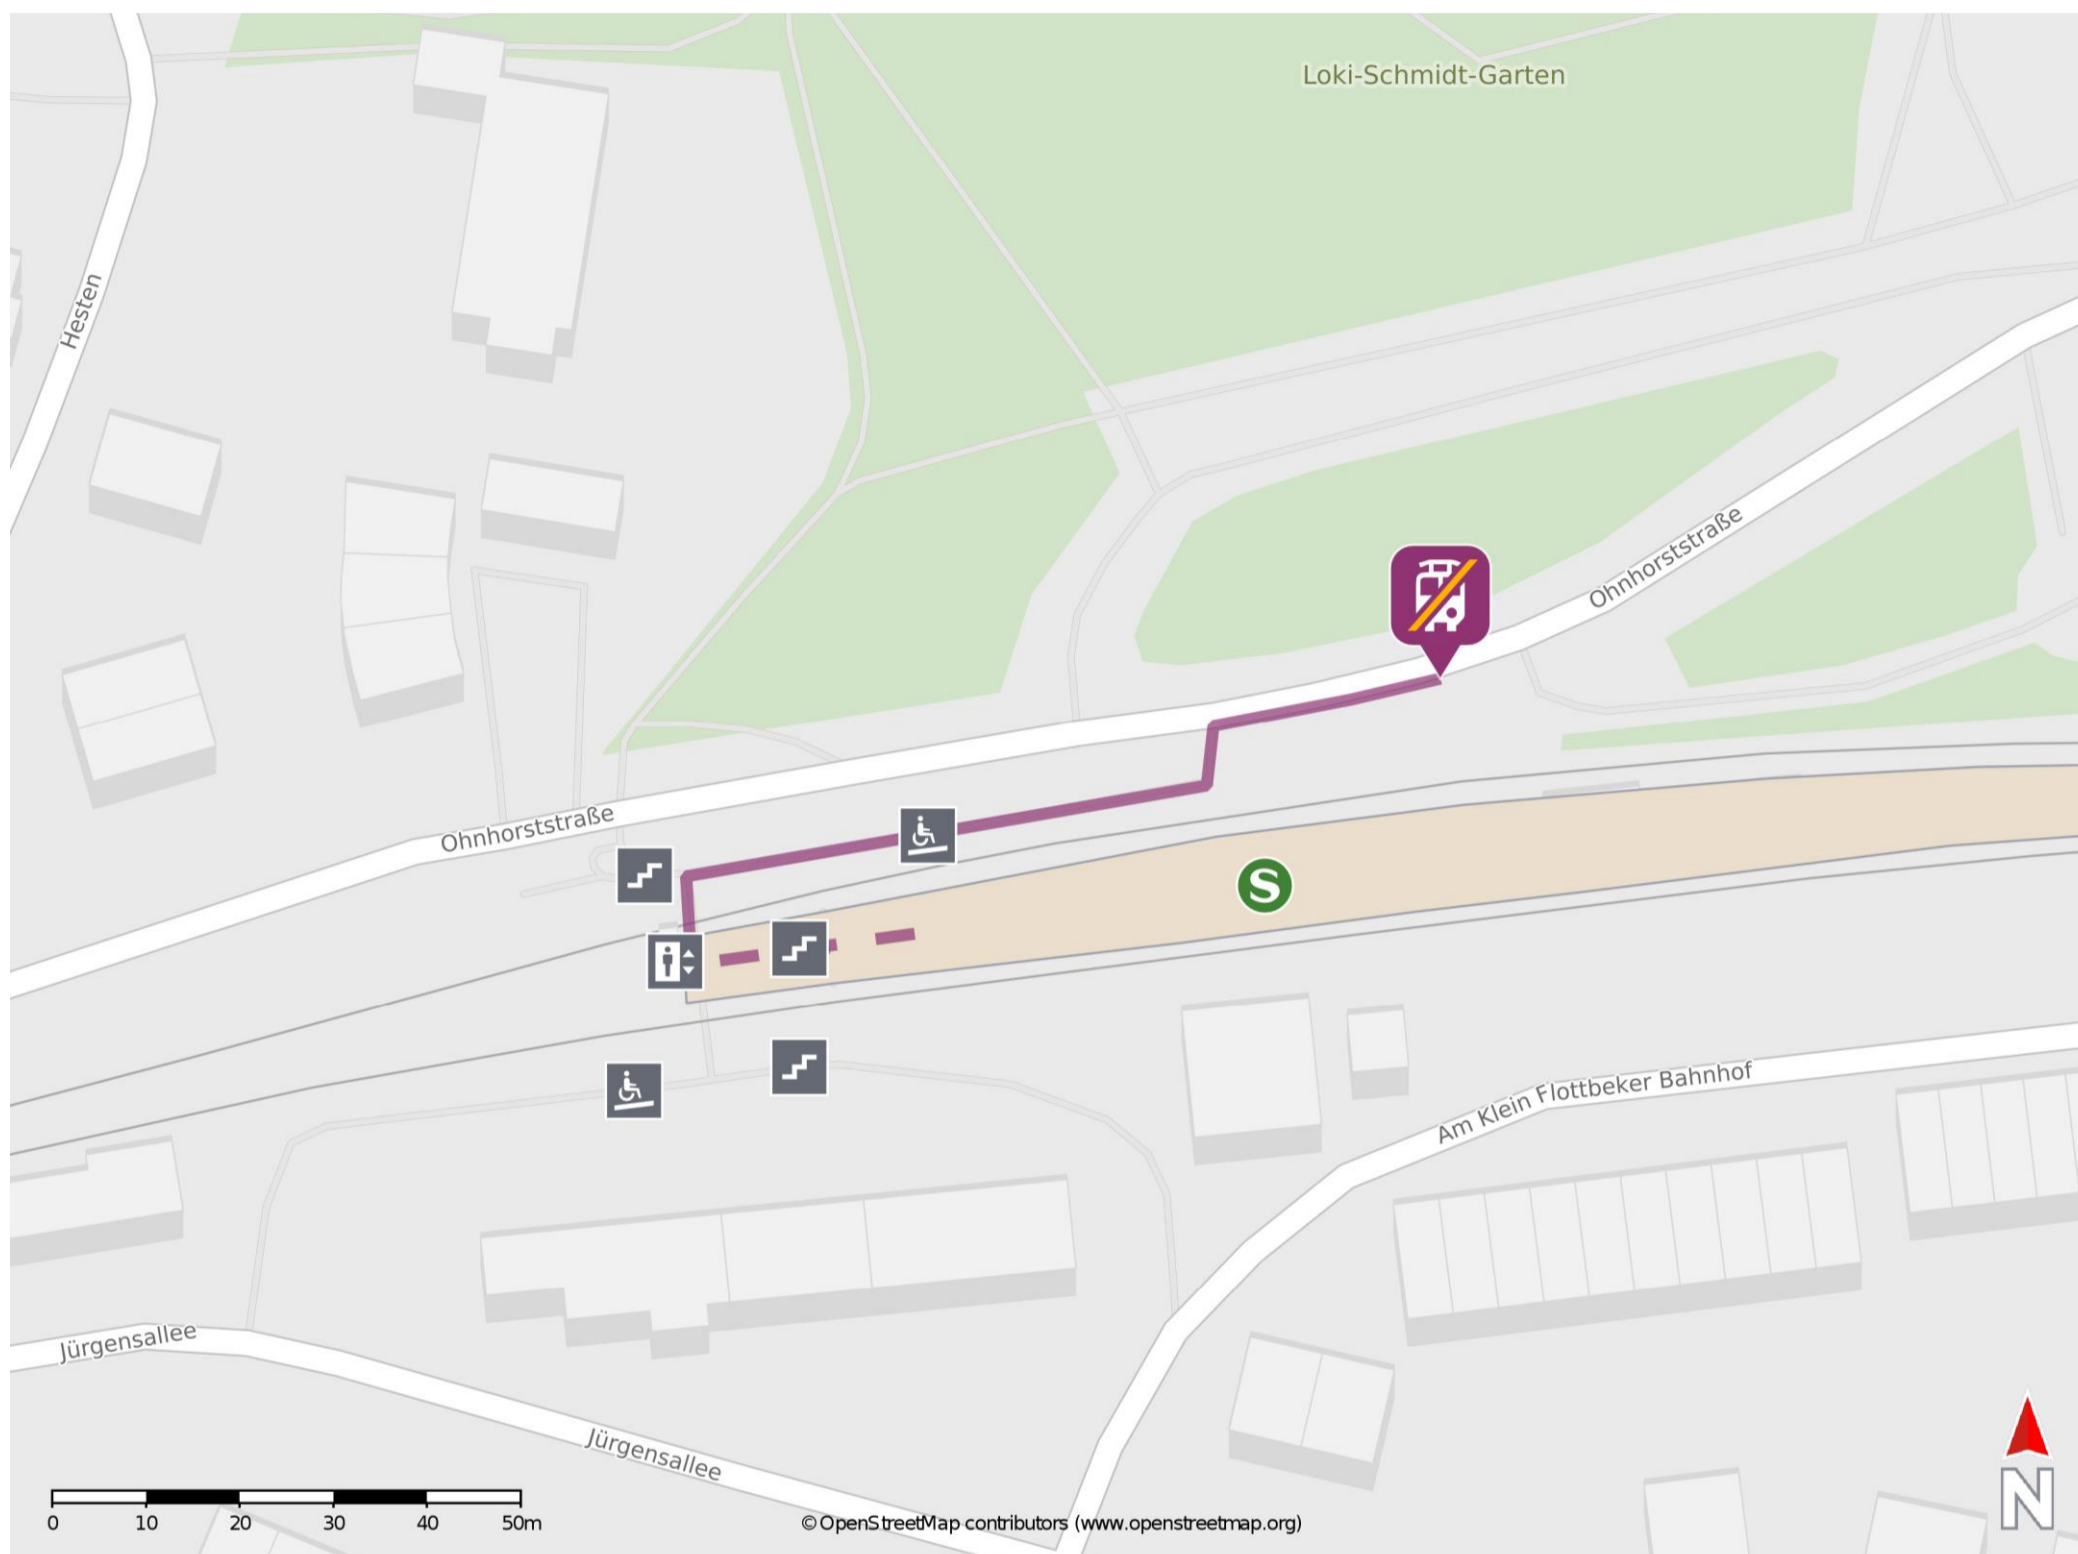 Loki-Schmidt-Garten
Hesten
Ohnhorststraße
Ohnhorststraße
S
Am Klein Flottbeker Bahnhof
Jürgensallee
Jürgensallee
N
0 10 20 30 40 50m
©OpenStreetMap contributors (www.openstreetmap.org)